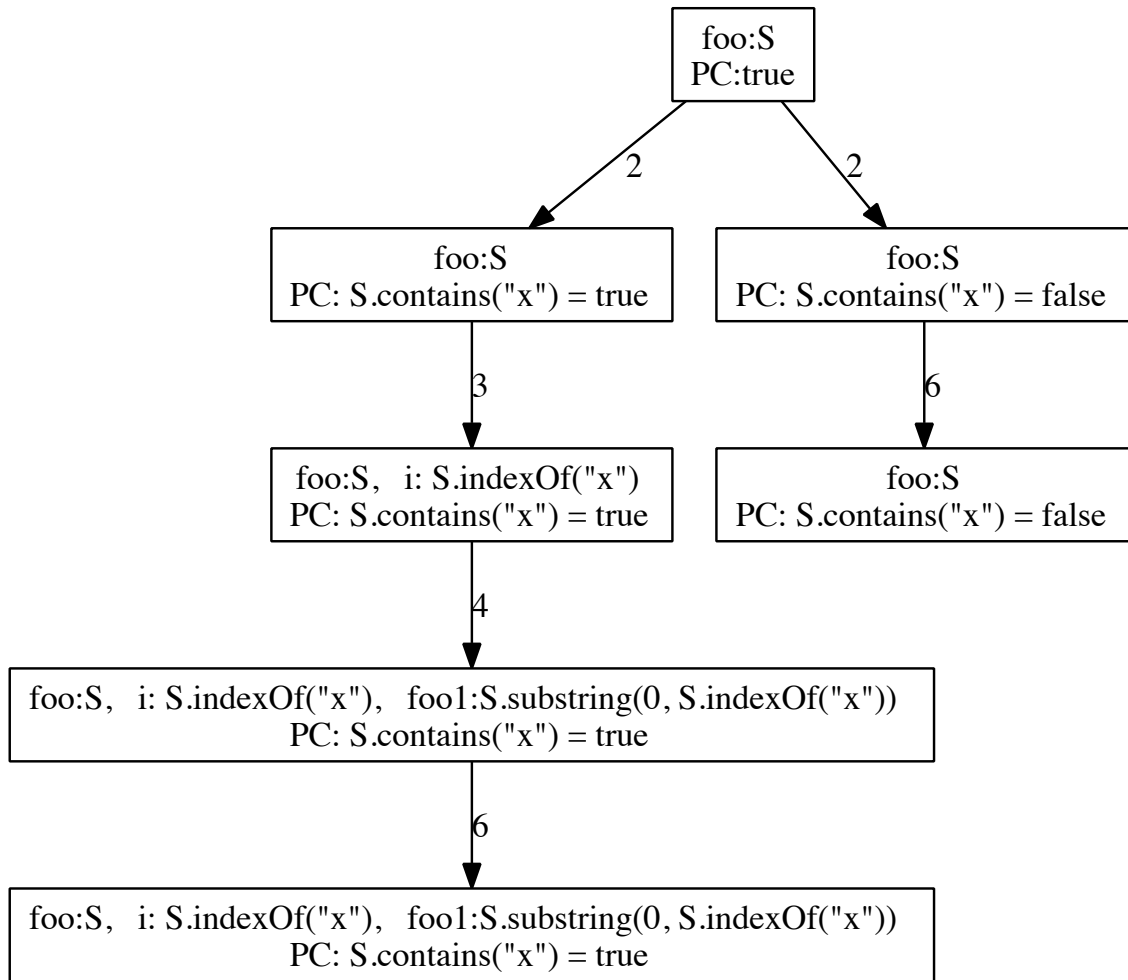 foo:S
PC:true
2
2
foo:S
PC: S.contains("x") = true
foo:S
PC: S.contains("x") = false
3
6
foo:S,   i: S.indexOf("x")
PC: S.contains("x") = true
foo:S
PC: S.contains("x") = false
4
foo:S,   i: S.indexOf("x"),   foo1:S.substring(0, S.indexOf("x"))
PC: S.contains("x") = true
6
foo:S,   i: S.indexOf("x"),   foo1:S.substring(0, S.indexOf("x"))
PC: S.contains("x") = true